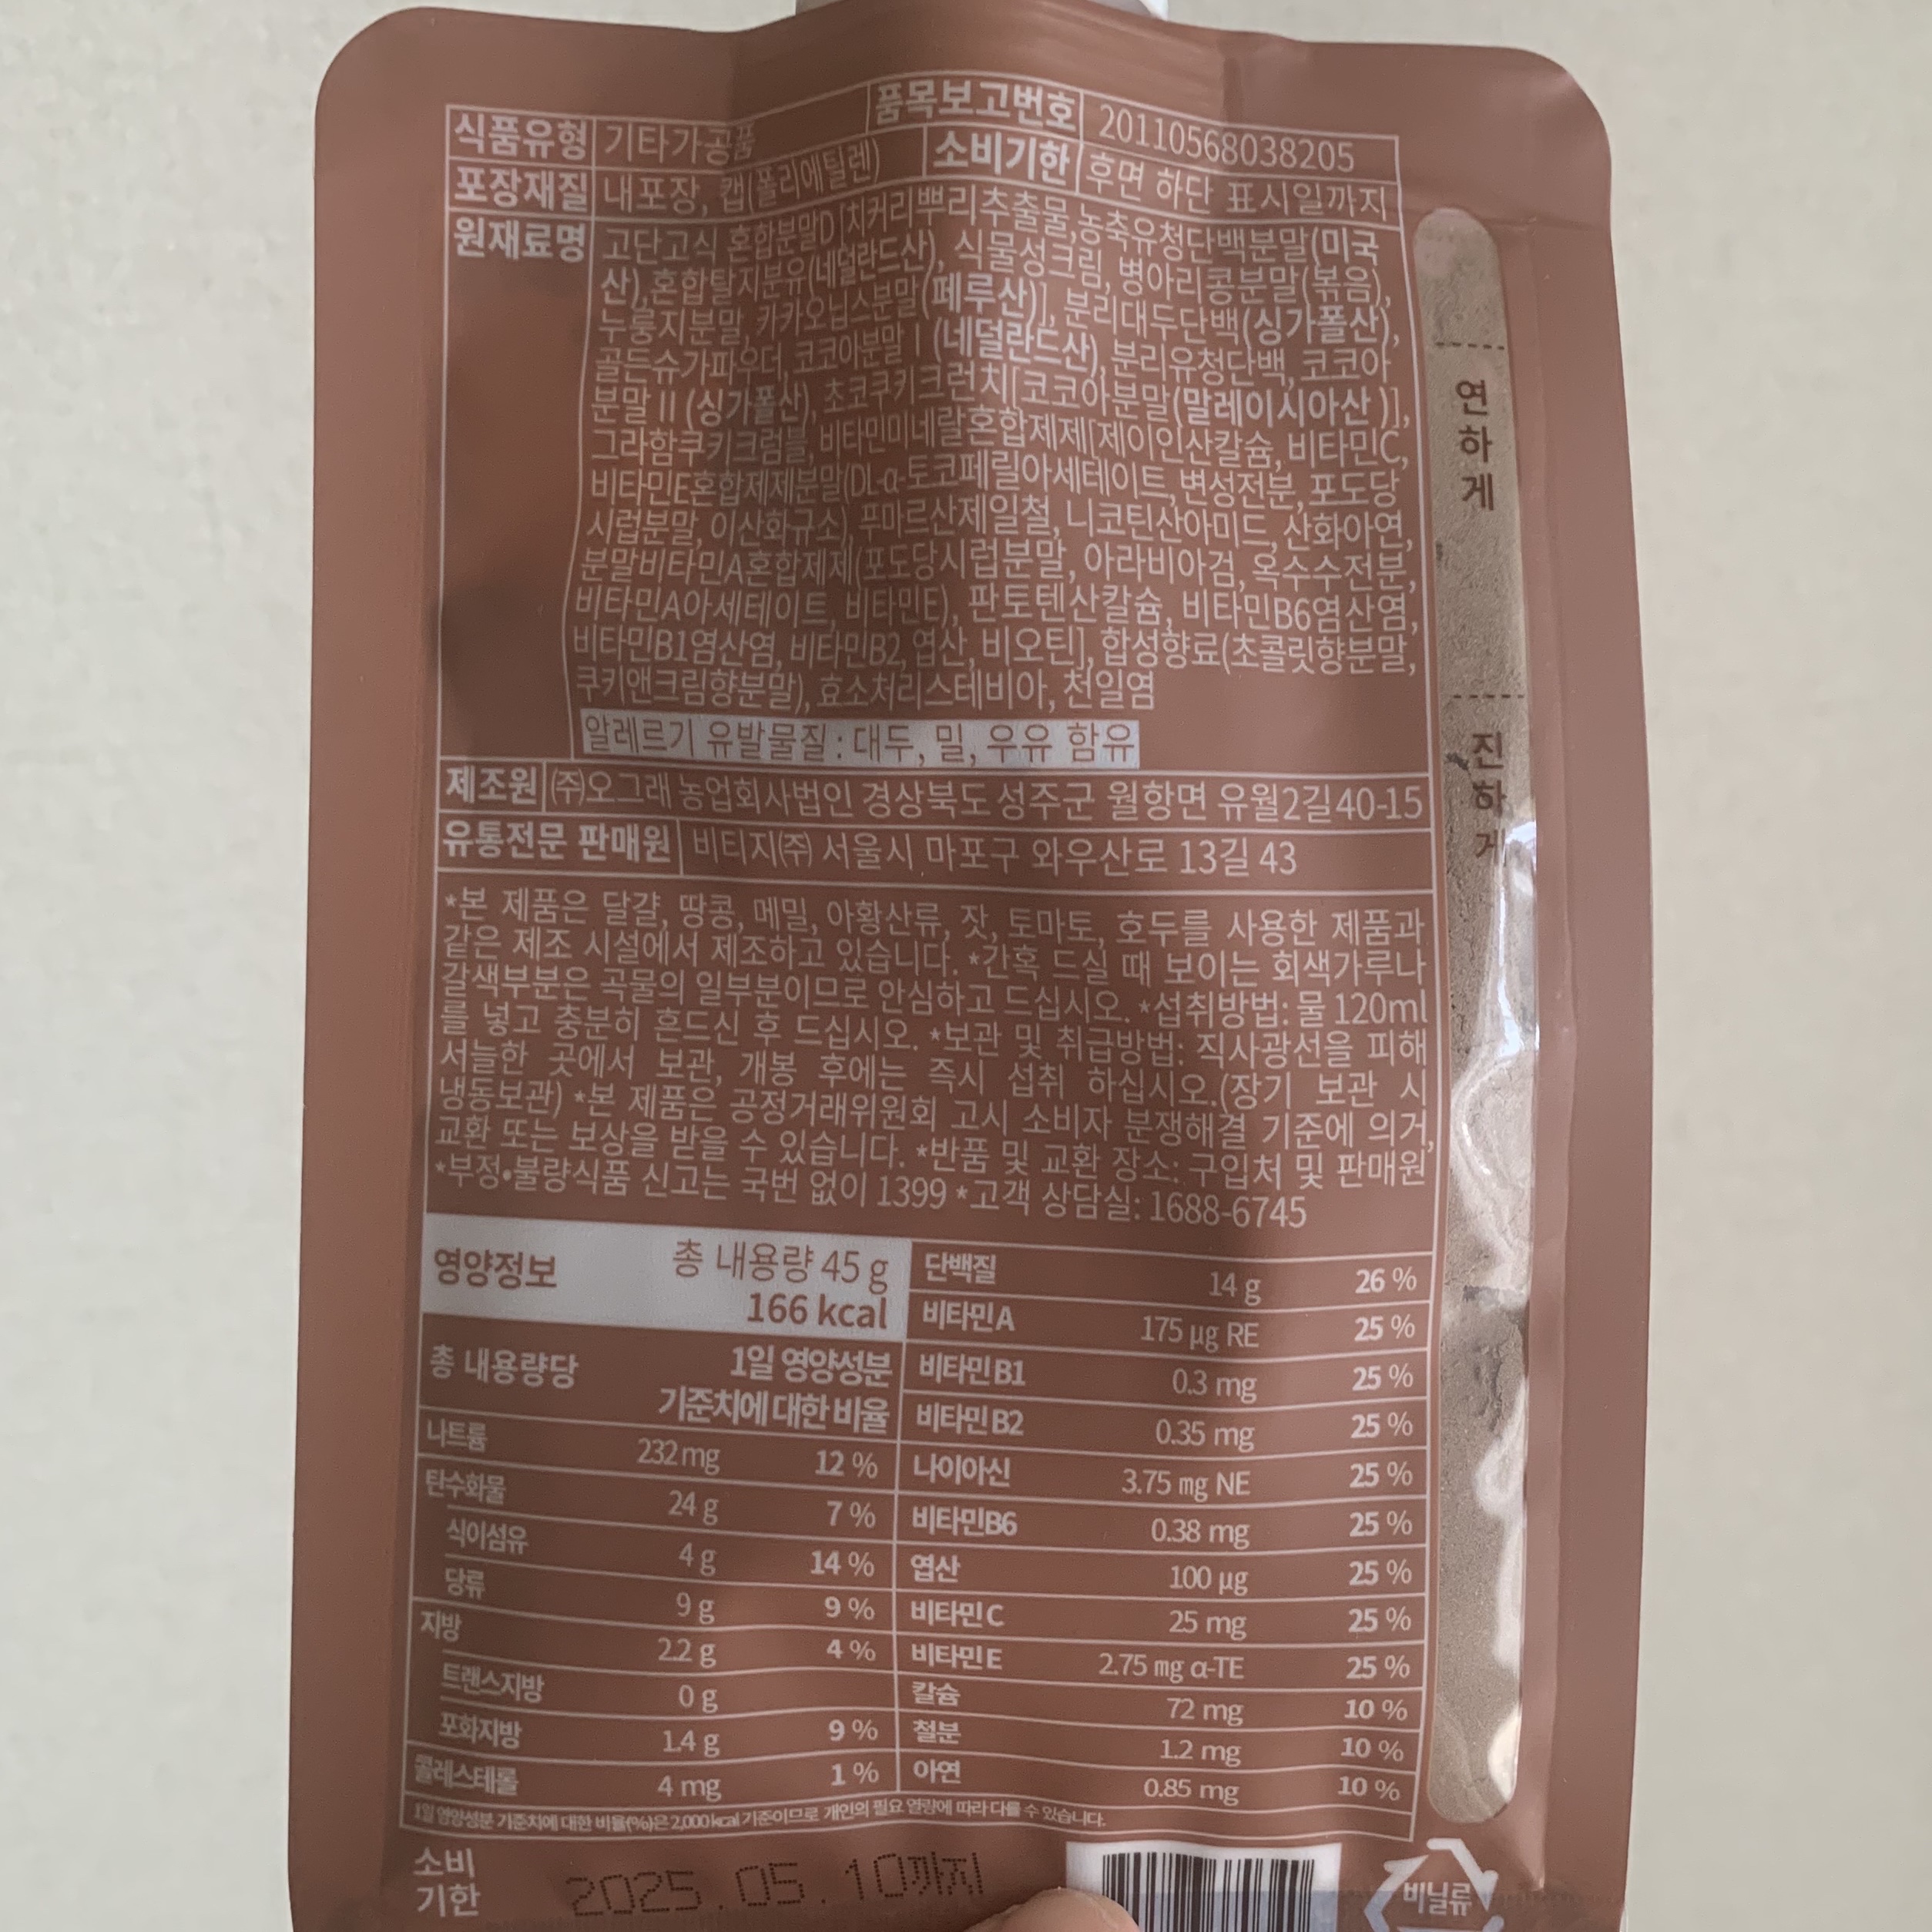 식품유형 기타가공품 품목보고번호 20110568038205
포장재질 내포장, 캡(폴리에틸렌) 소비기한 후면 하단 표시일까지
원재료명 고단고식 혼합분말D [치커리뿌리추출물,농축유청단백분말(미국
산),혼합탈지분유(네덜란드산), 식물성크림, 병아리콩분말(볶음),
누룽지분말, 카카오닙스분말(페루산)], 분리대두단백(싱가폴산),
골든슈가파우더, 코코아분말 I (네덜란드산), 분리유청단백, 코코아
분말 II (싱가폴산), 초코쿠키크런치[코코아분말(말레이시아산)],
그라함쿠키크럼블, 비타민미네랄혼합제제[제이인산칼슘, 비타민C,
비타민E혼합제제분말(DL-α-토코페릴아세테이트, 변성전분, 포도당
시럽분말, 이산화규소), 푸마르산제일철, 니코틴산아미드, 산화아연,
분말비타민A혼합제제(포도당시럽분말, 아라비아검, 옥수수전분,
비타민A아세테이트, 비타민E), 판토텐산칼슘, 비타민B6염산염,
비타민B1염산염, 비타민B2, 엽산, 비오틴], 합성향료(초콜릿향분말,
쿠키앤크림향분말), 효소처리스테비아, 천일염
알레르기 유발물질 : 대두, 밀, 우유 함유
제조원 ㈜오그래 농업회사법인 경상북도 성주군 월항면 유월2길40-15
유통전문 판매원 비티지㈜ 서울시 마포구 와우산로 13길 43
*본 제품은 달걀, 땅콩, 메밀, 아황산류, 잣, 토마토, 호두를 사용한 제품과
같은 제조 시설에서 제조하고 있습니다. *간혹 드실 때 보이는 회색가루나
갈색부분은 곡물의 일부분이므로 안심하고 드십시오. *섭취방법: 물 120ml
를 넣고 충분히 흔드신 후 드십시오. *보관 및 취급방법: 직사광선을 피해
서늘한 곳에서 보관, 개봉 후에는 즉시 섭취 하십시오.(장기 보관 시
냉동보관) *본 제품은 공정거래위원회 고시 소비자 분쟁해결 기준에 의거,
교환 또는 보상을 받을 수 있습니다. *반품 및 교환 장소: 구입처 및 판매원
*부정•불량식품 신고는 국번 없이 1399 *고객 상담실: 1688-6745
연하게
진하게
영양정보 총 내용량 45 g
166 kcal
총 내용량당 1일 영양성분
기준치에 대한 비율
나트륨 232 mg 12 %
탄수화물 24 g 7 %
식이섬유 4 g 14 %
당류 9 g 9 %
지방 2.2 g 4 %
트랜스지방 0 g
포화지방 1.4 g 9 %
콜레스테롤 4 mg 1 %
단백질 14 g 26 %
비타민A 175 μg RE 25 %
비타민 B1 0.3 mg 25 %
비타민 B2 0.35 mg 25 %
나이아신 3.75 mg NE 25 %
비타민B6 0.38 mg 25 %
엽산 100 μg 25 %
비타민 C 25 mg 25 %
비타민 E 2.75 mg α-TE 25 %
칼슘 72 mg 10 %
철분 1.2 mg 10 %
아연 0.85 mg 10 %
1일 영양성분 기준치에 대한 비율(%)은 2,000 kcal 기준이므로 개인의 필요 열량에 따라 다를 수 있습니다.
소비
기한
2025.05.10까지
비닐류